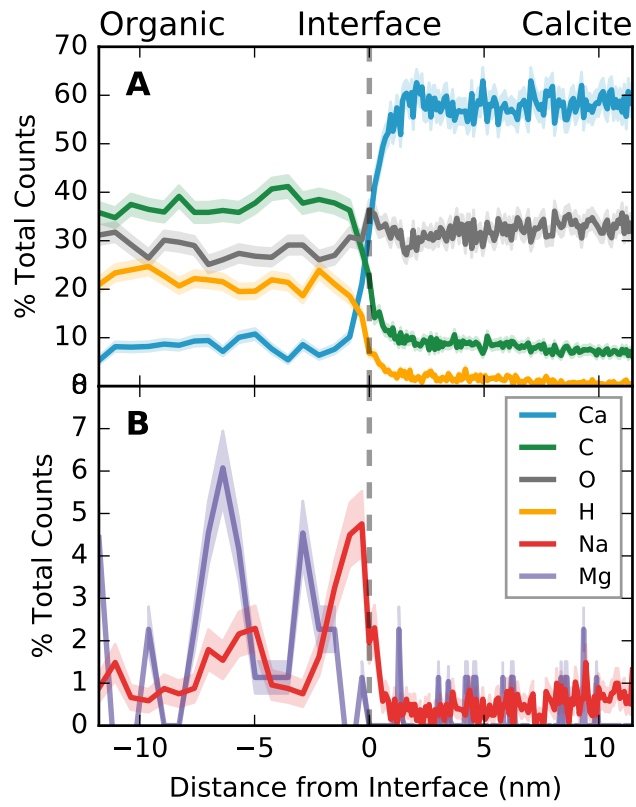 Organic Interface Calcite
A
70
60
50
40
30
20
10
0
% Total Counts
B
8
7
6
5
4
3
2
1
0
% Total Counts
Ca
C
O
H
Na
Mg
−10 −5 0 5 10
Distance from Interface (nm)